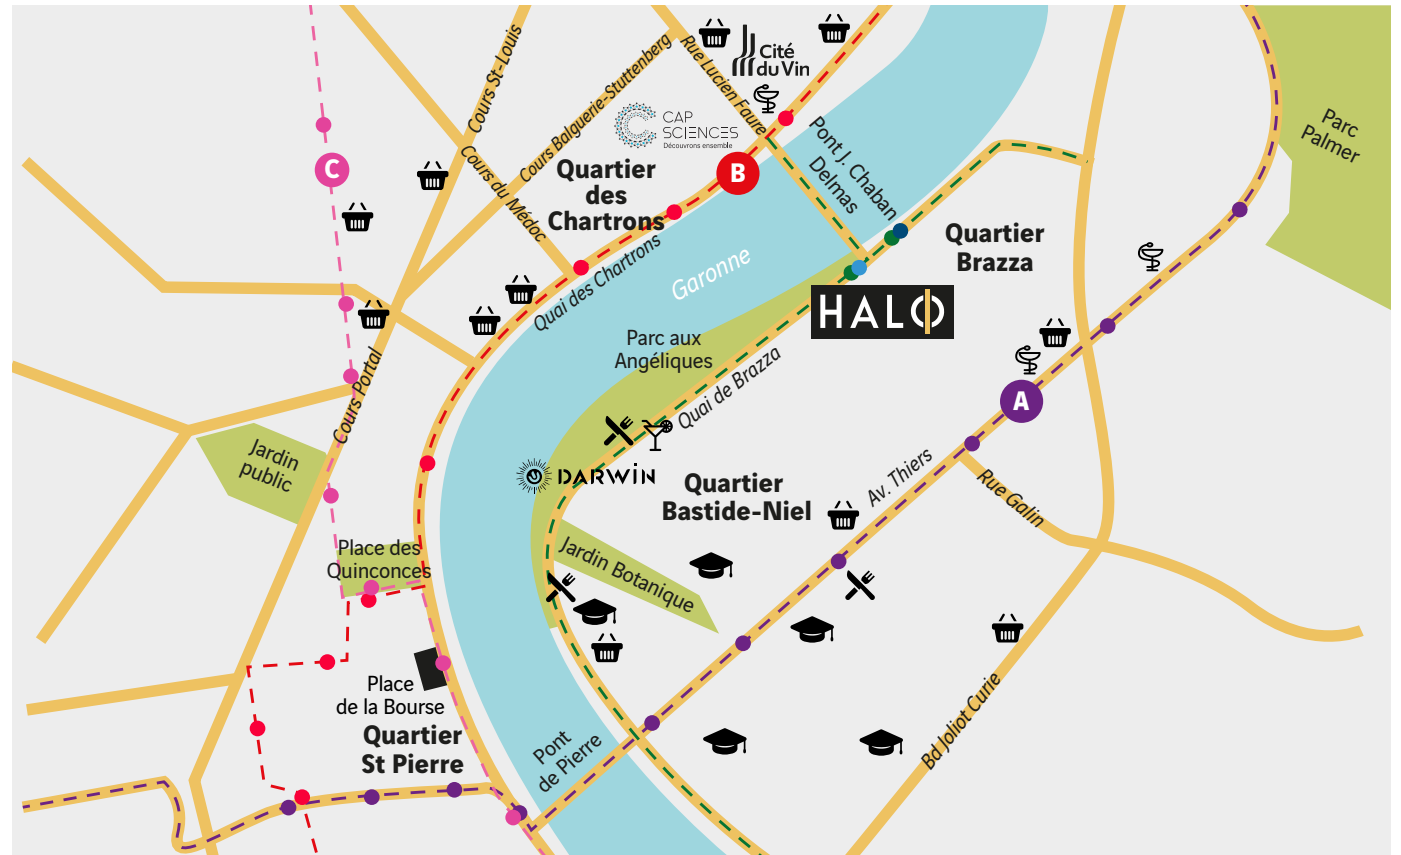 Cours St-Louis
Cours Balguerie-Stuttenberg
Rue Lucien Faure
Cité
du Vin
CAP
SCIENCES
Découvrons ensemble
Cours du Médoc
Quartier
des
Chartrons
B
C
Pont J. Chaban
Delmas
Parc
Palmer
Quartier
Brazza
Garonne
Quai des Chartrons
HALO
Parc aux
Angéliques
Quai de Brazza
Cours Portal
A
Jardin
public
DARWIN
Quartier
Bastide-Niel
Av. Thiers
Rue Galin
Place des
Quinconces
Jardin Botanique
Place
de la Bourse
Quartier
St Pierre
Pont
de Pierre
Bd Joliot Curie